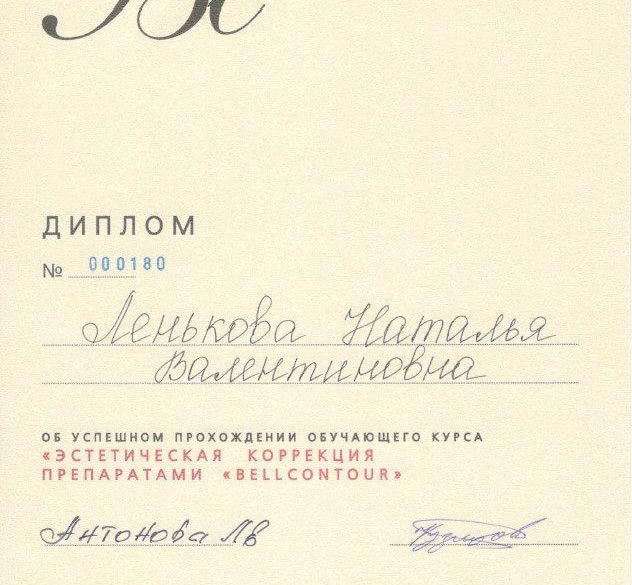 ДИПЛОМ
№ 000180
Ленькова Наталья
Валентиновна
ОБ УСПЕШНОМ ПРОХОЖДЕНИИ ОБУЧАЮЩЕГО КУРСА
«ЭСТЕТИЧЕСКАЯ КОРРЕКЦИЯ
ПРЕПАРАТАМИ «BELLCONTOUR»
Антонова ЛВ